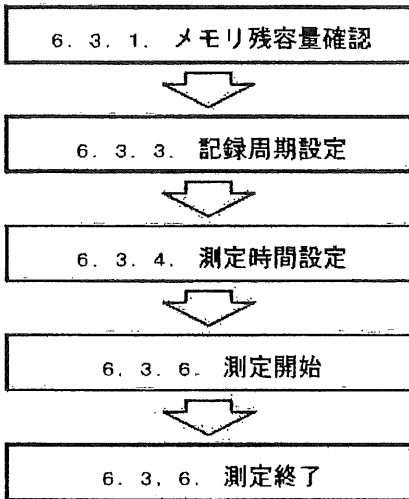 6. 3. 1. メモリ残容量確認
6. 3. 3. 記録周期設定
6. 3. 4. 測定時間設定
6. 3. 6. 測定開始
6. 3. 6. 測定終了